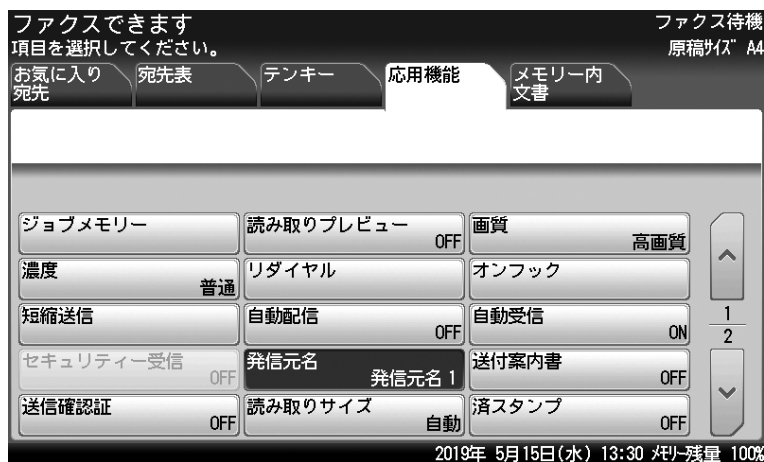 ファクスできます
ファクス待機
項目を選択してください。
原稿ｻｲｽﾞ A4
お気に入り
宛先
宛先表
テンキー
応用機能
メモリー内
文書
ジョブメモリー
読み取りプレビュー
OFF
画質
高画質
濃度
普通
リダイヤル
オンフック
短縮送信
自動配信
OFF
自動受信
ON
1
2
セキュリティー受信
OFF
発信元名
発信元名 1
送付案内書
OFF
送信確認証
OFF
読み取りサイズ
自動
済スタンプ
OFF
2019年 5月15日(水) 13:30 ﾒﾓﾘｰ残量 100%